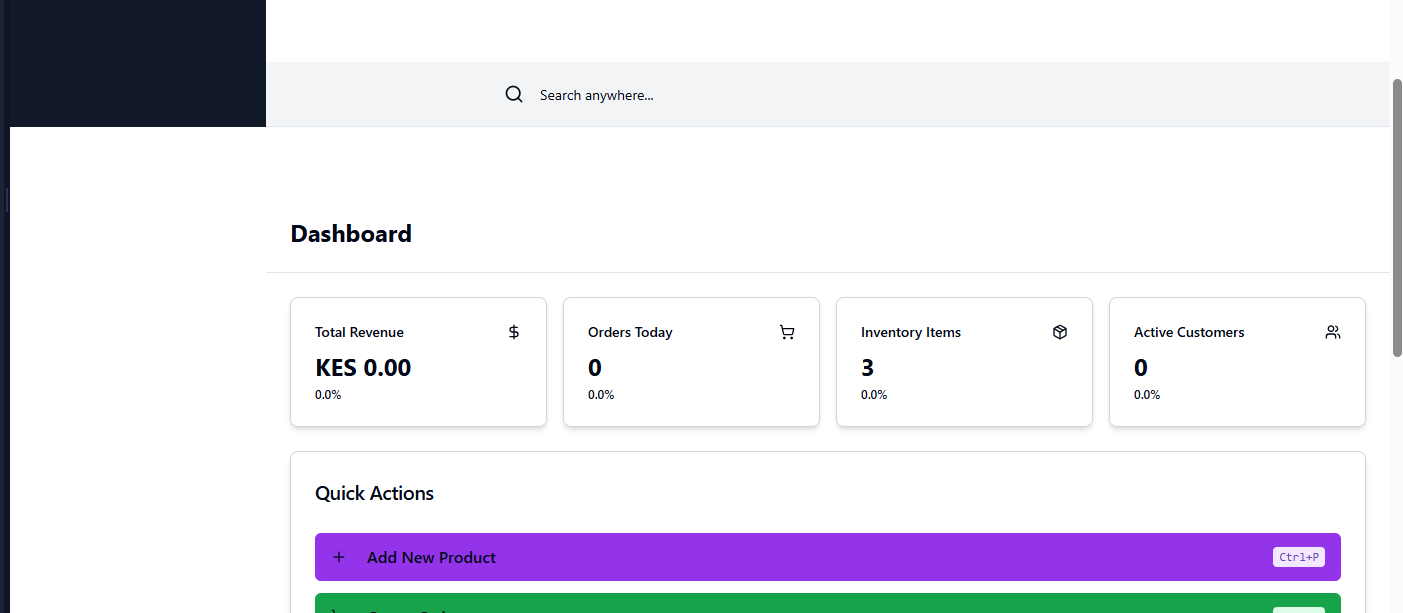 Search anywhere...
Dashboard
Total Revenue
KES 0.00
0.0%
Orders Today
0
0.0%
Inventory Items
3
0.0%
Active Customers
0
0.0%
Quick Actions
Add New Product
Ctrl+P